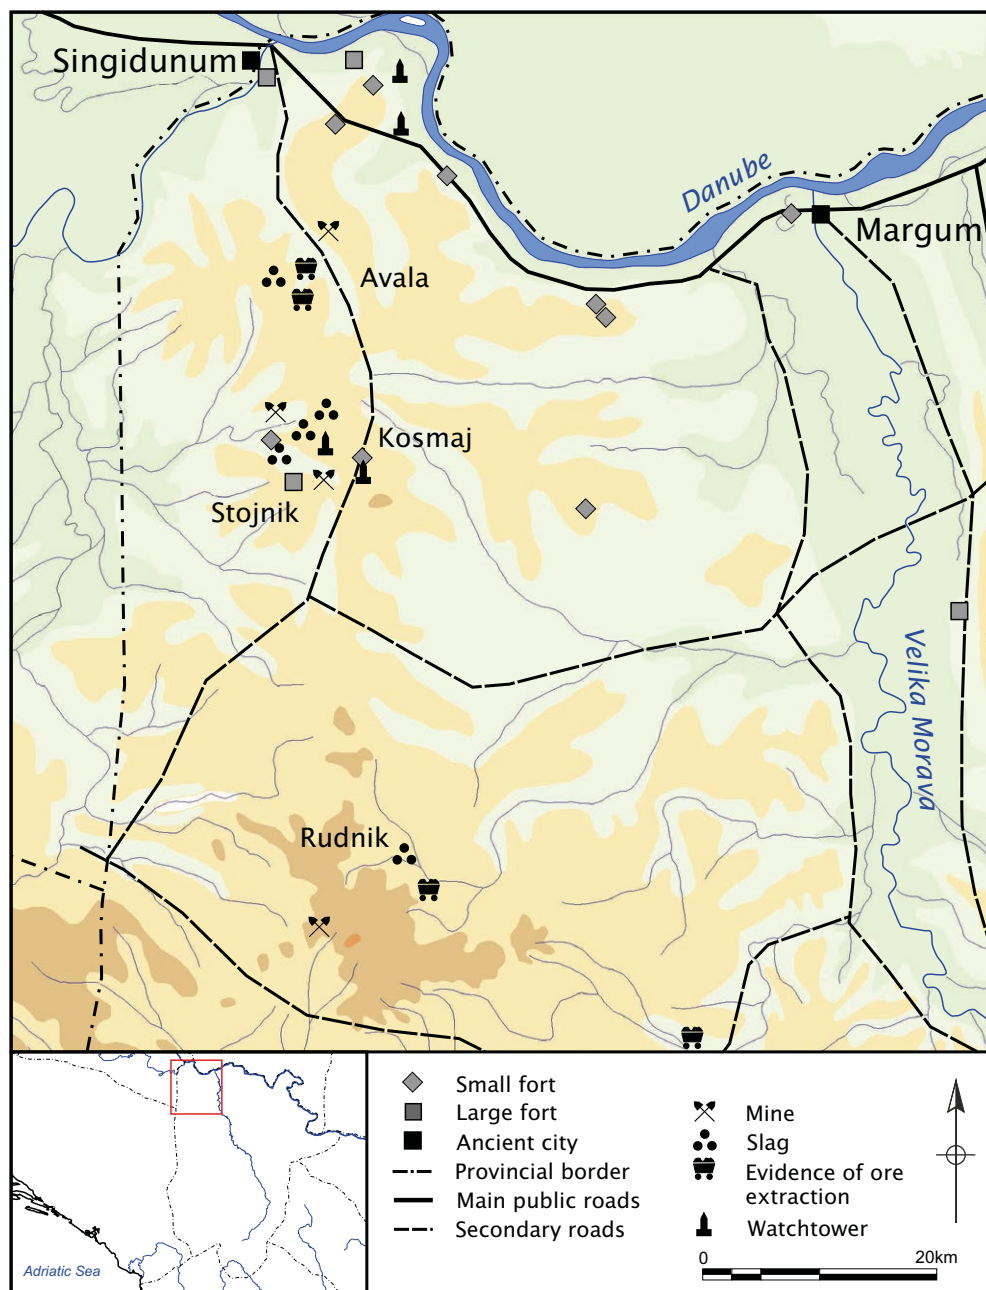 Singidunum
Danube
Margum
Avala
Kosmaj
Stojnik
Velika Morava
Rudnik
Adriatic Sea
Small fort
Large fort
Ancient city
Provincial border
Main public roads
Secondary roads
Mine
Slag
Evidence of ore
extraction
Watchtower
0
20km